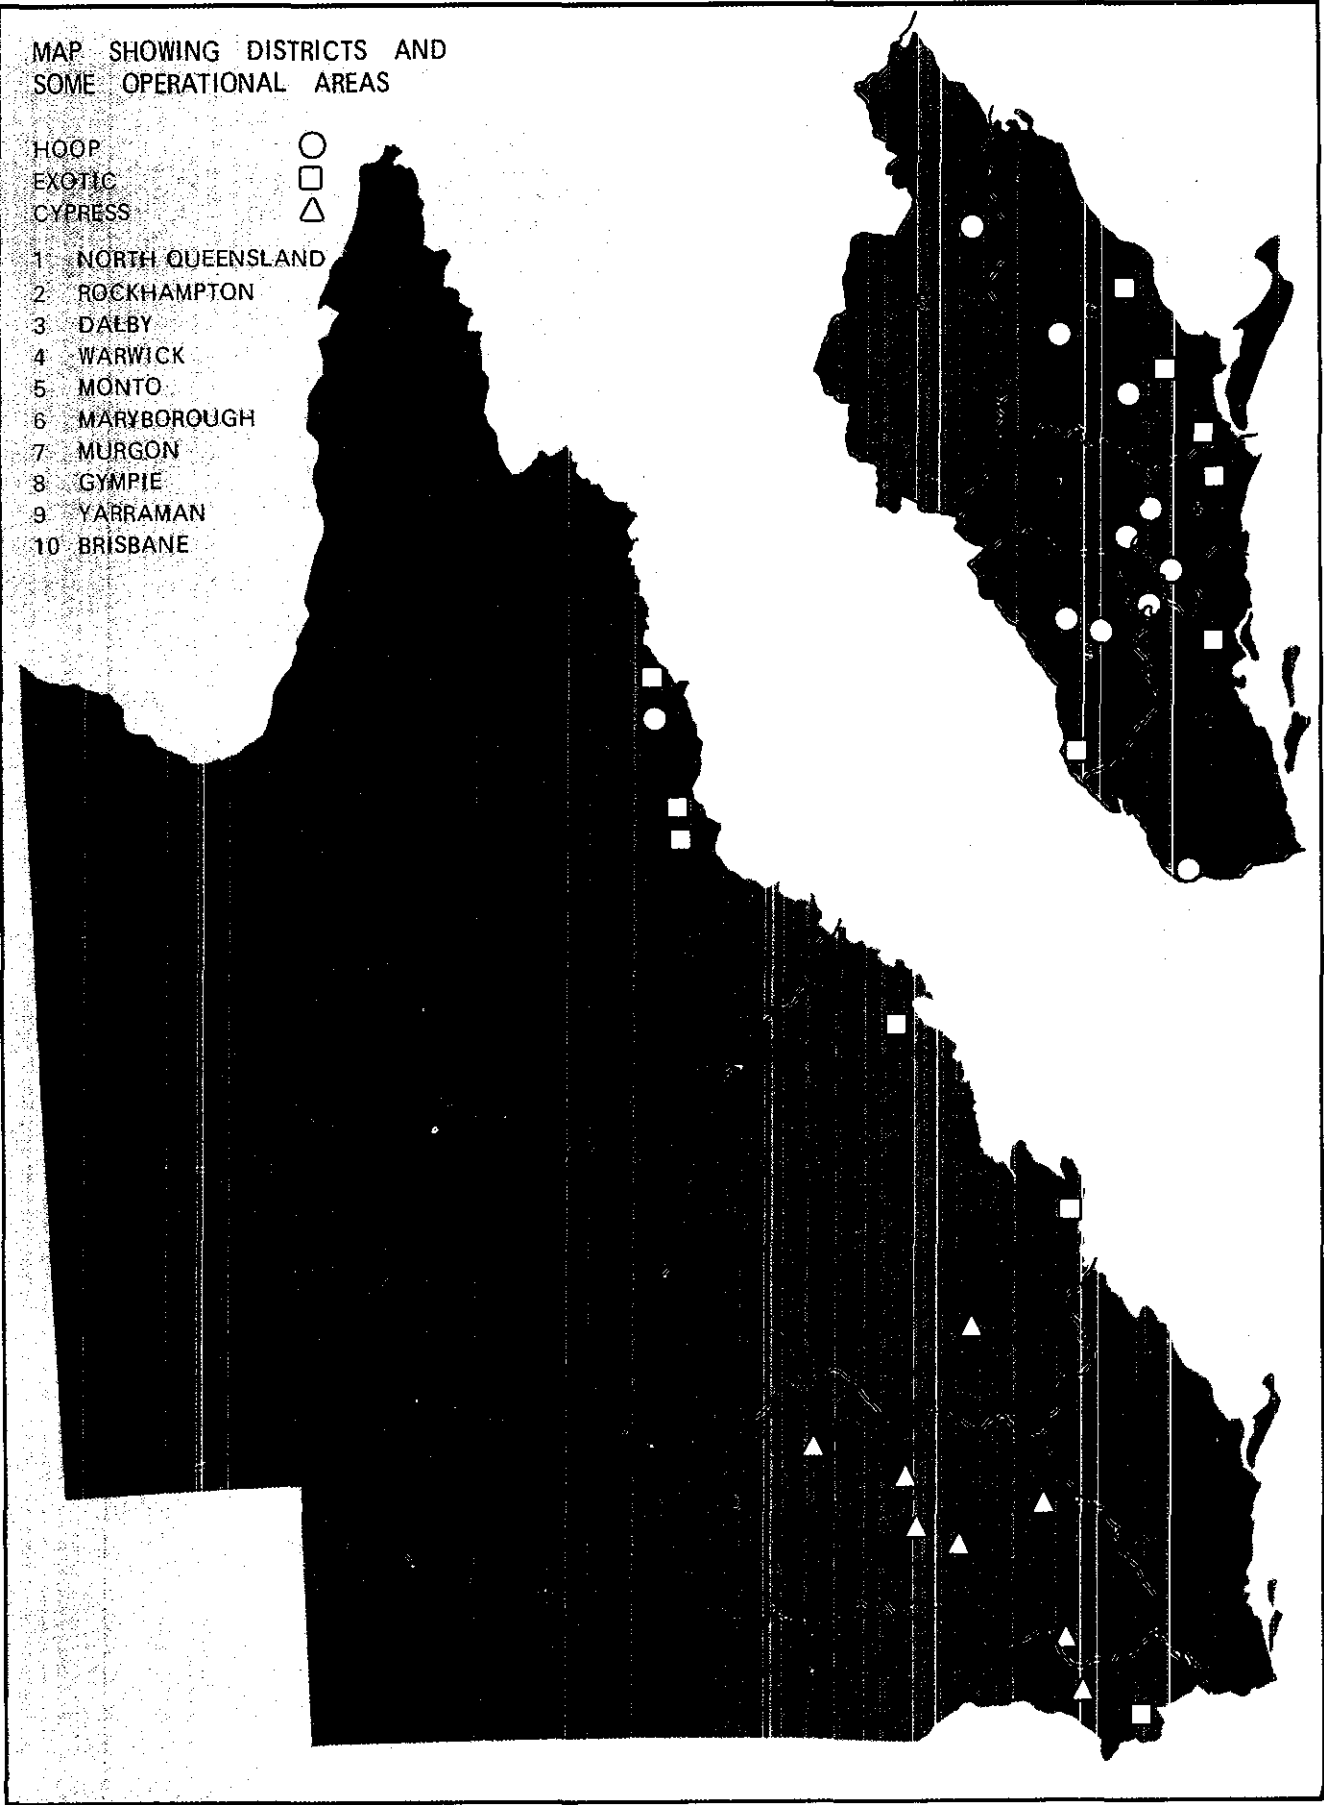 MAP SHOWING DISTRICTS AND
SOME OPERATIONAL AREAS
HOOP
EXOTIC
CYPRESS
1 NORTH QUEENSLAND
2 ROCKHAMPTON
3 DALBY
4 WARWICK
5 MONTO
6 MARYBOROUGH
7 MURGON
8 GYMPIE
9 YARRAMAN
10 BRISBANE